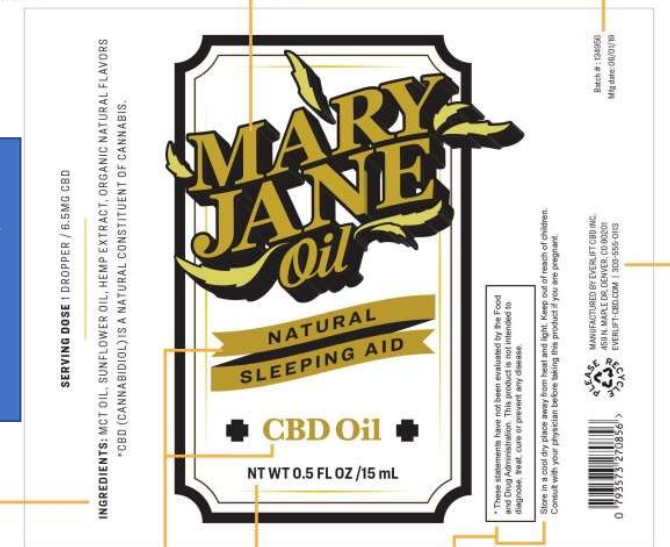 SERVING DOSE 1 DROPPER / 6.5MG CBD
INGREDIENTS: MCT OIL, SUNFLOWER OIL, HEMP EXTRACT, ORGANIC NATURAL FLAVORS
*CBD (CANNABIDIOL) IS A NATURAL CONSTITUENT OF CANNABIS.
MARY
JANE
Oil
NATURAL
SLEEPING AID
CBD Oil
NT WT 0.5 FL OZ /15 mL
* These statements have not been evaluated by the Food
and Drug Administration. This product is not intended to
diagnose, treat, cure or prevent any disease.
Store in a cool dry place away from heat and light. Keep out of reach of children.
Consult with your physician before taking this product if you are pregnant.
Batch # : 134956
Mfg date: 08/01/19
MANUFACTURED BY EVERLIFT CBD INC.
459 N. MAPLE DR, DENVER, CO 80201
EVERLIFT-CBD.COM | 303-555-0113
PLEASE RECYCLE
0 793573 270856 >